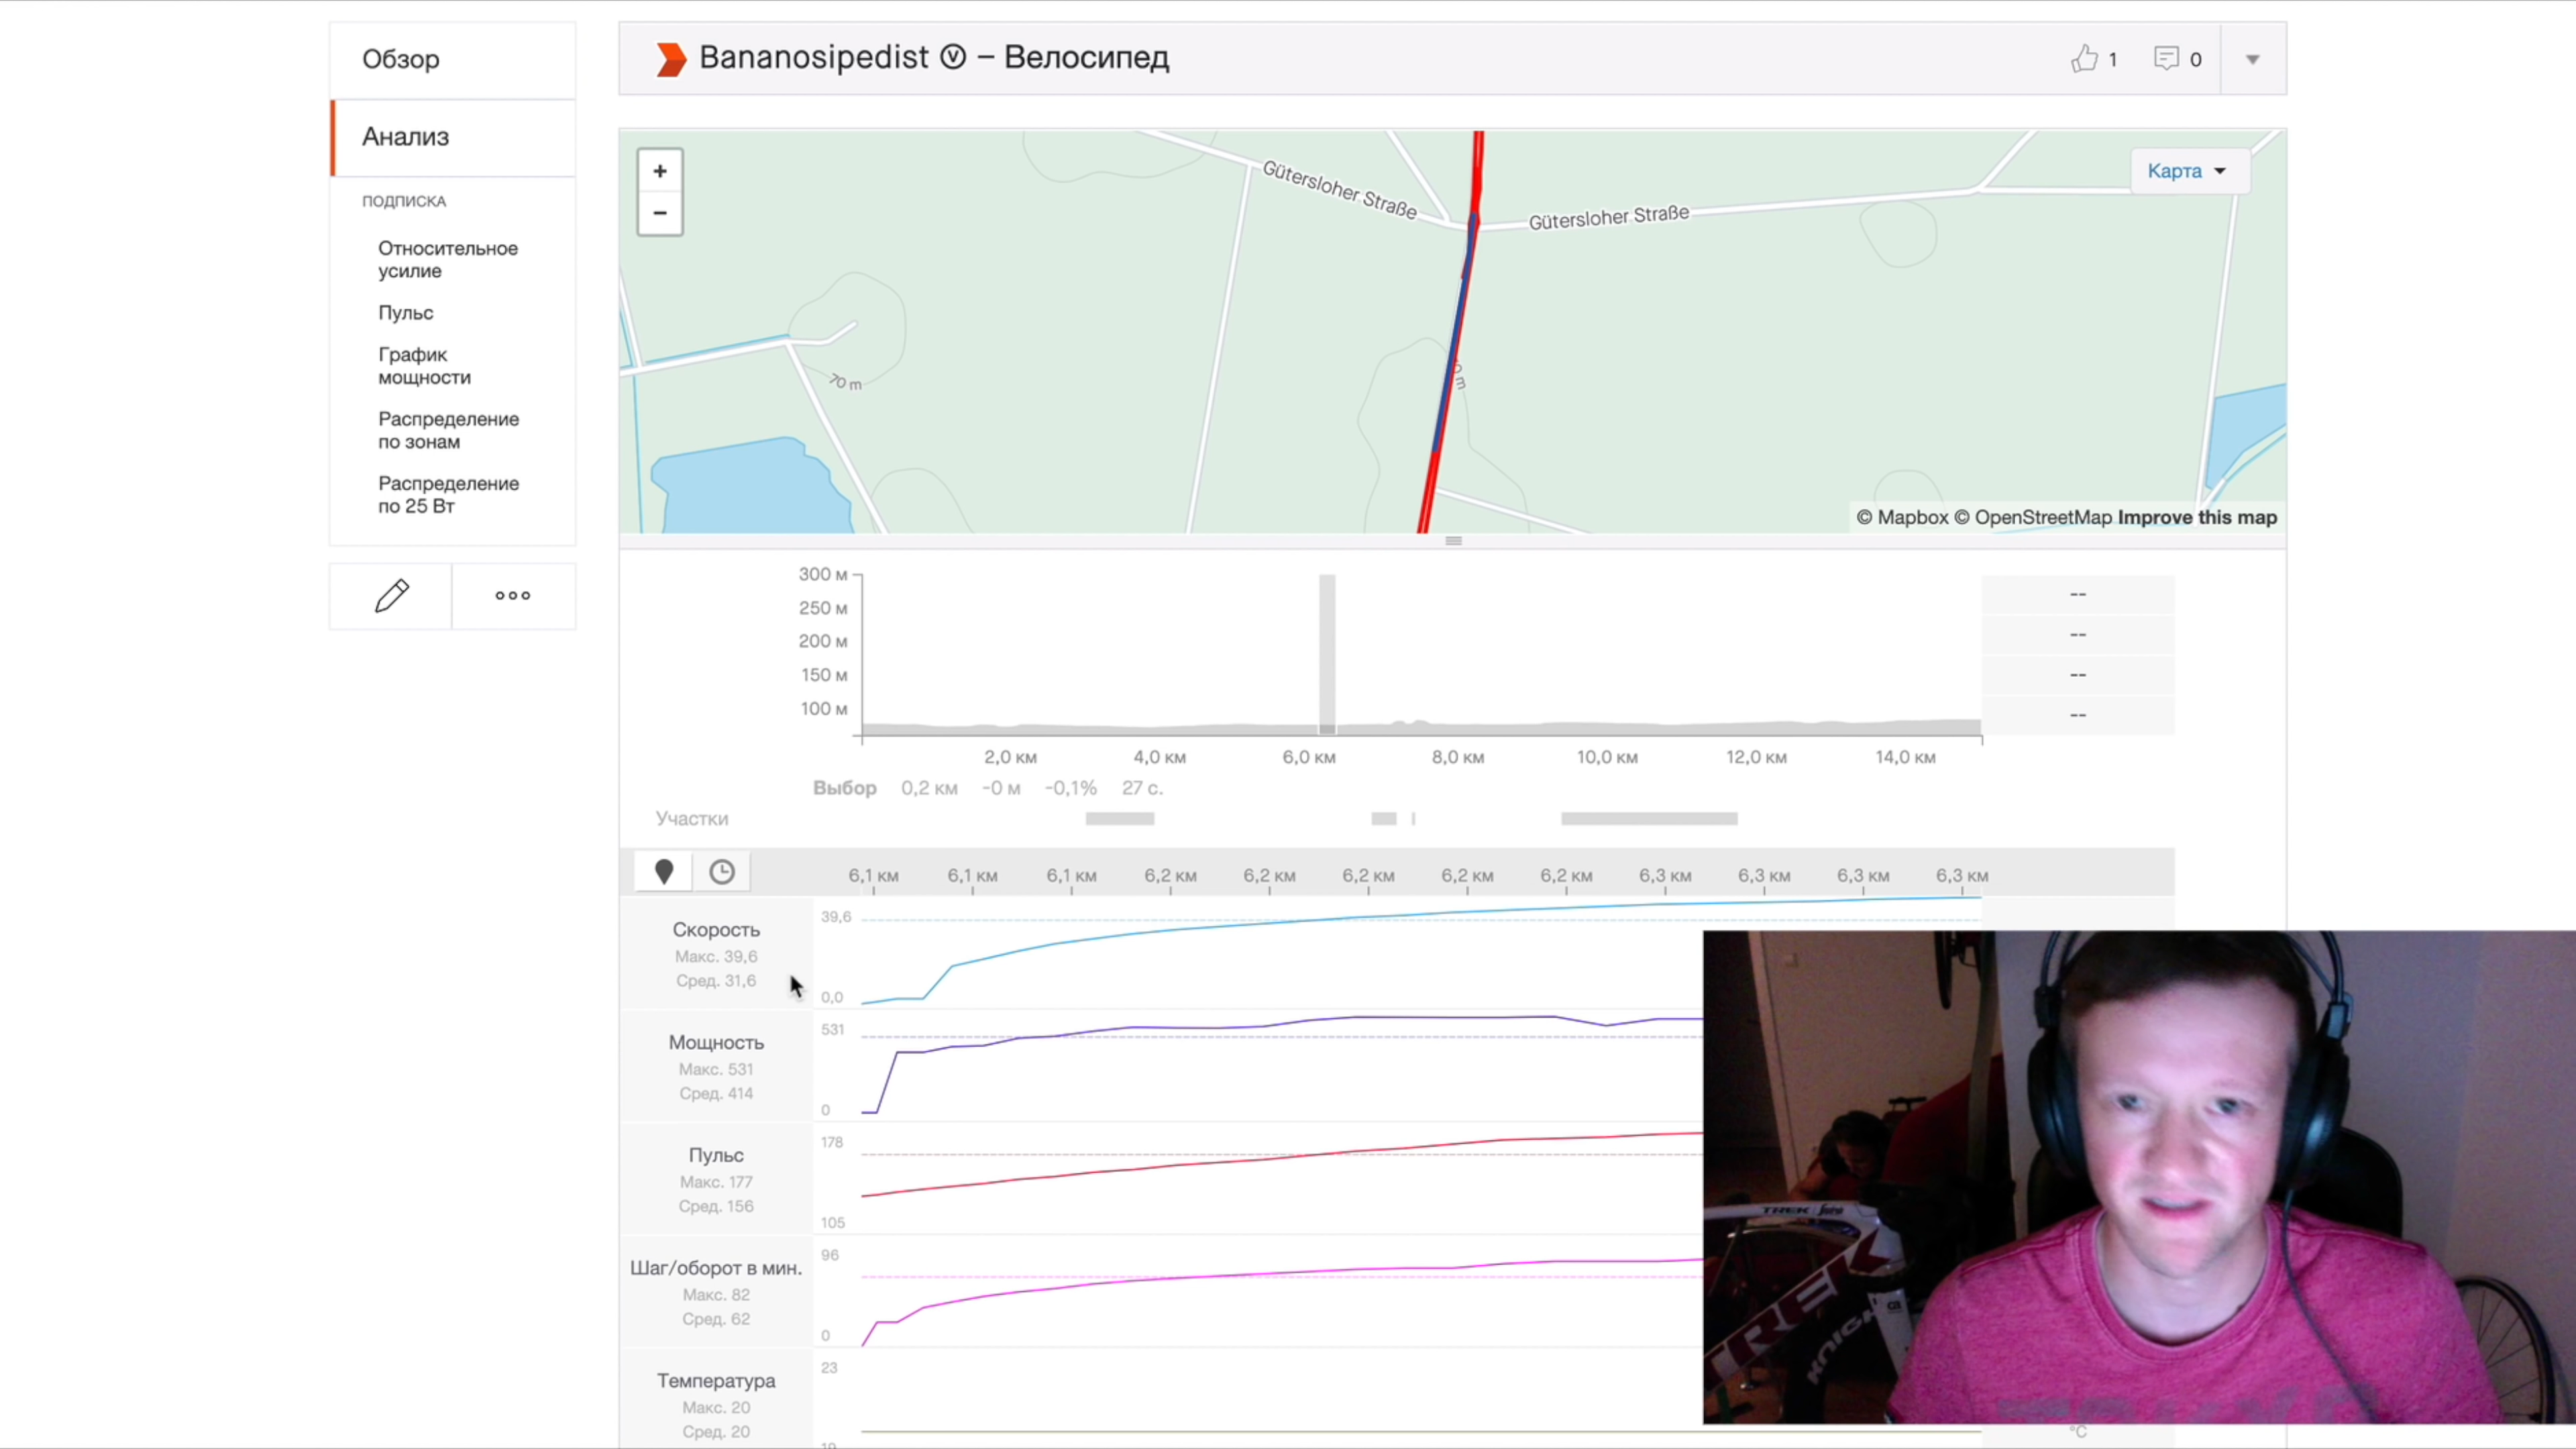 Обзор
Анализ
ПОДПИСКА
Относительное
усилие
Пульс
График
мощности
Распределение
по зонам
Распределение
по 25 Вт
Bananosipedist Ⓥ – Велосипед
1
0
+
−
Карта
Gütersloher Straße
Gütersloher Straße
70 m
© Mapbox © OpenStreetMap Improve this map
300 м
250 м
200 м
150 м
100 м
--
--
--
--
2,0 км 4,0 км 6,0 км 8,0 км 10,0 км 12,0 км 14,0 км
Выбор 0,2 км -0 м -0,1% 27 с.
Участки
6,1 км 6,1 км 6,1 км 6,2 км 6,2 км 6,2 км 6,2 км 6,2 км 6,3 км 6,3 км 6,3 км 6,3 км
Скорость
Макс. 39,6
Сред. 31,6
39,6
0,0
Мощность
Макс. 531
Сред. 414
531
0
Пульс
Макс. 177
Сред. 156
178
105
Шаг/оборот в мин.
Макс. 82
Сред. 62
96
0
Температура
Макс. 20
Сред. 20
23
19
°C
TREK
TREK
KNIGHT